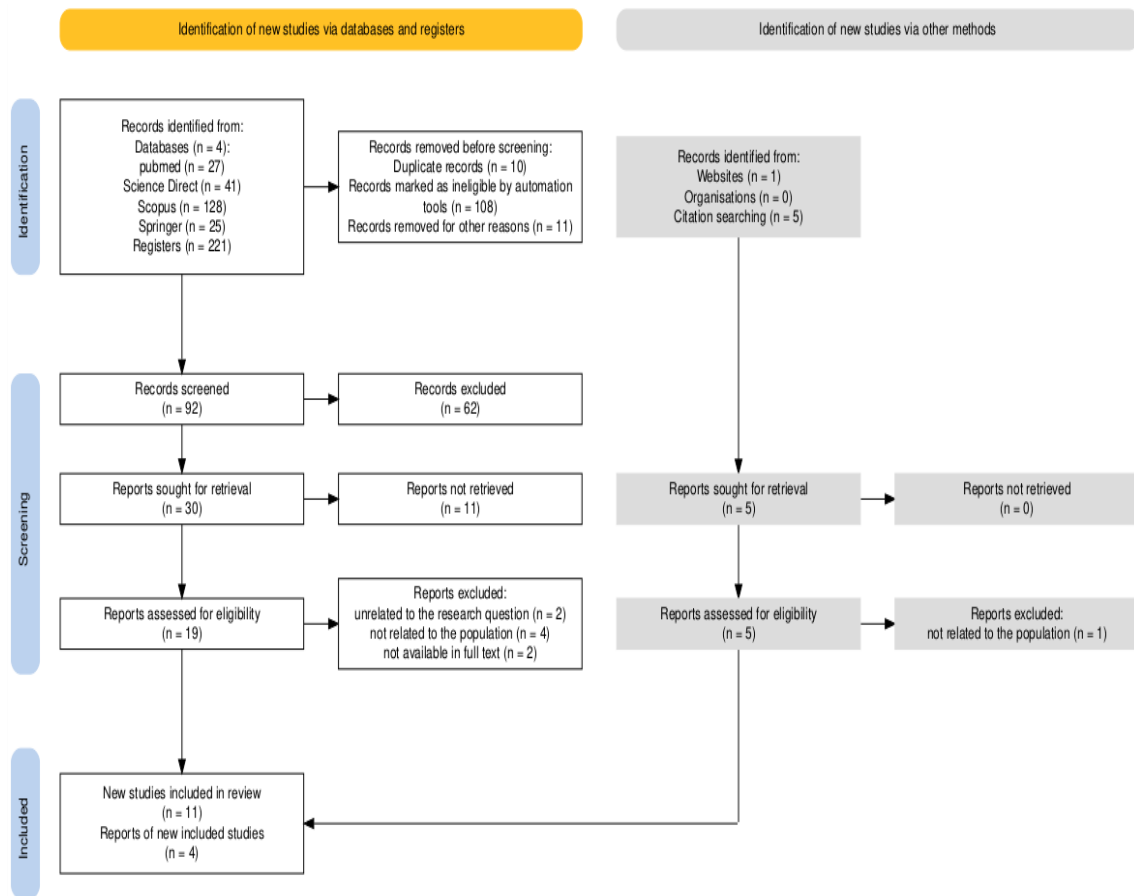 Identification of new studies via databases and registers
Identification of new studies via other methods
Identification
Records identified from:
Databases (n = 4):
pubmed (n = 27)
Science Direct (n = 41)
Scopus (n = 128)
Springer (n = 25)
Registers (n = 221)
Records removed before screening:
Duplicate records (n = 10)
Records marked as ineligible by automation
tools (n = 108)
Records removed for other reasons (n = 11)
Records identified from:
Websites (n = 1)
Organisations (n = 0)
Citation searching (n = 5)
Screening
Records screened
(n = 92)
Records excluded
(n = 62)
Reports sought for retrieval
(n = 30)
Reports not retrieved
(n = 11)
Reports sought for retrieval
(n = 5)
Reports not retrieved
(n = 0)
Reports assessed for eligibility
(n = 19)
Reports excluded:
unrelated to the research question (n = 2)
not related to the population (n = 4)
not available in full text (n = 2)
Reports assessed for eligibility
(n = 5)
Reports excluded:
not related to the population (n = 1)
Included
New studies included in review
(n = 11)
Reports of new included studies
(n = 4)